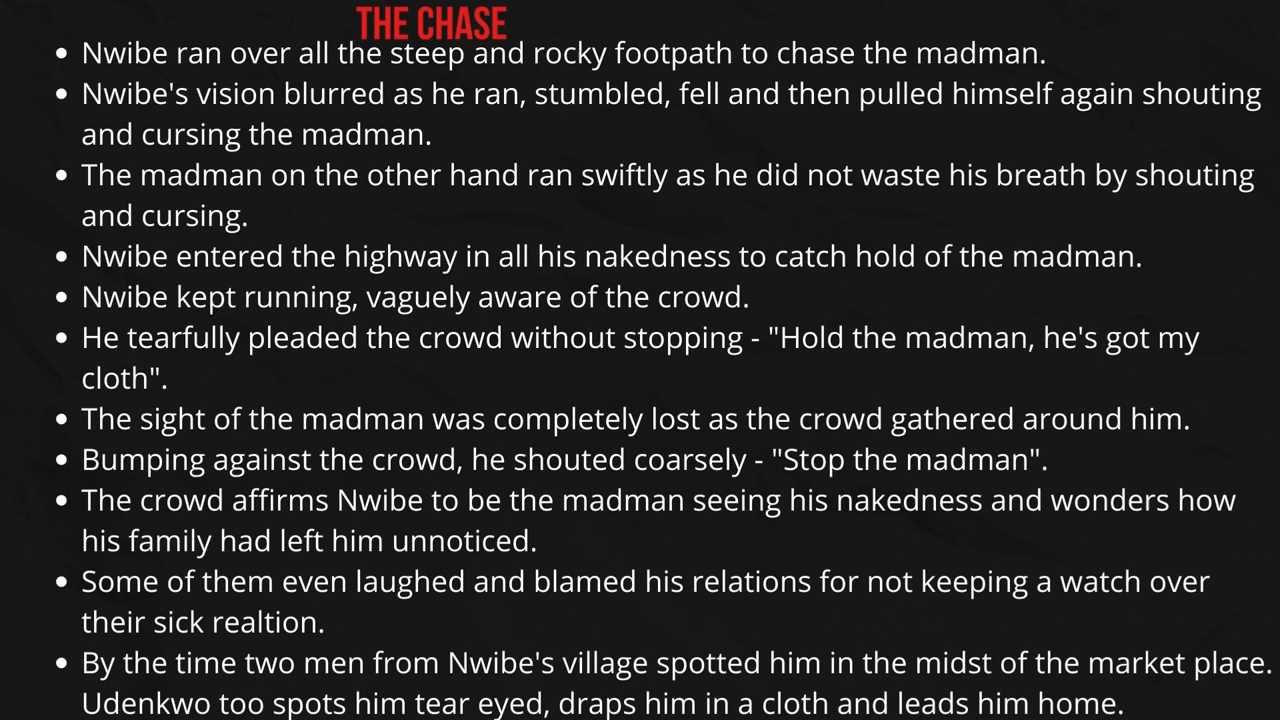 THE CHASE
• Nwibe ran over all the steep and rocky footpath to chase the madman.
• Nwibe's vision blurred as he ran, stumbled, fell and then pulled himself again shouting
and cursing the madman.
• The madman on the other hand ran swiftly as he did not waste his breath by shouting
and cursing.
• Nwibe entered the highway in all his nakedness to catch hold of the madman.
• Nwibe kept running, vaguely aware of the crowd.
• He tearfully pleaded the crowd without stopping - "Hold the madman, he's got my
cloth".
• The sight of the madman was completely lost as the crowd gathered around him.
• Bumping against the crowd, he shouted coarsely - "Stop the madman".
• The crowd affirms Nwibe to be the madman seeing his nakedness and wonders how
his family had left him unnoticed.
• Some of them even laughed and blamed his relations for not keeping a watch over
their sick realtion.
• By the time two men from Nwibe's village spotted him in the midst of the market place.
Udenkwo too spots him tear eyed, draps him in a cloth and leads him home.